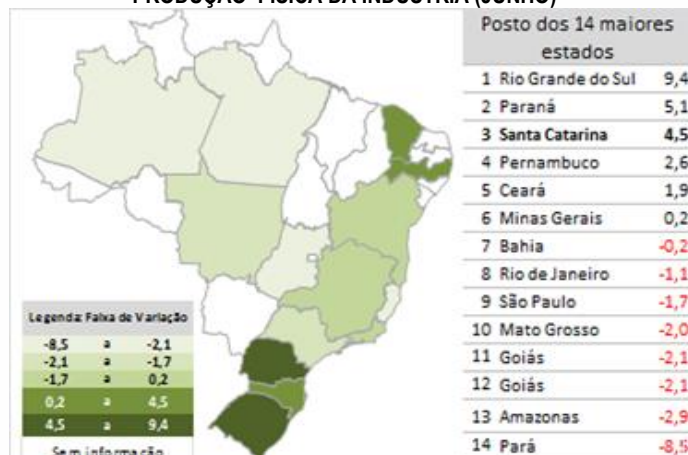 PRODUÇÃO FÍSICA DA INDÚSTRIA (JUNHO)
Posto dos 14 maiores
estados
1 Rio Grande do Sul 9,4
2 Paraná 5,1
3 Santa Catarina 4,5
4 Pernambuco 2,6
5 Ceará 1,9
6 Minas Gerais 0,2
7 Bahia -0,2
8 Rio de Janeiro -1,1
9 São Paulo -1,7
10 Mato Grosso -2,0
11 Goiás -2,1
12 Goiás -2,1
13 Amazonas -2,9
14 Pará -8,5
Legenda: Faixa de Variação
-8,5 a -2,1
-2,1 a -1,7
-1,7 a 0,2
0,2 a 4,5
4,5 a 9,4
Sem informação